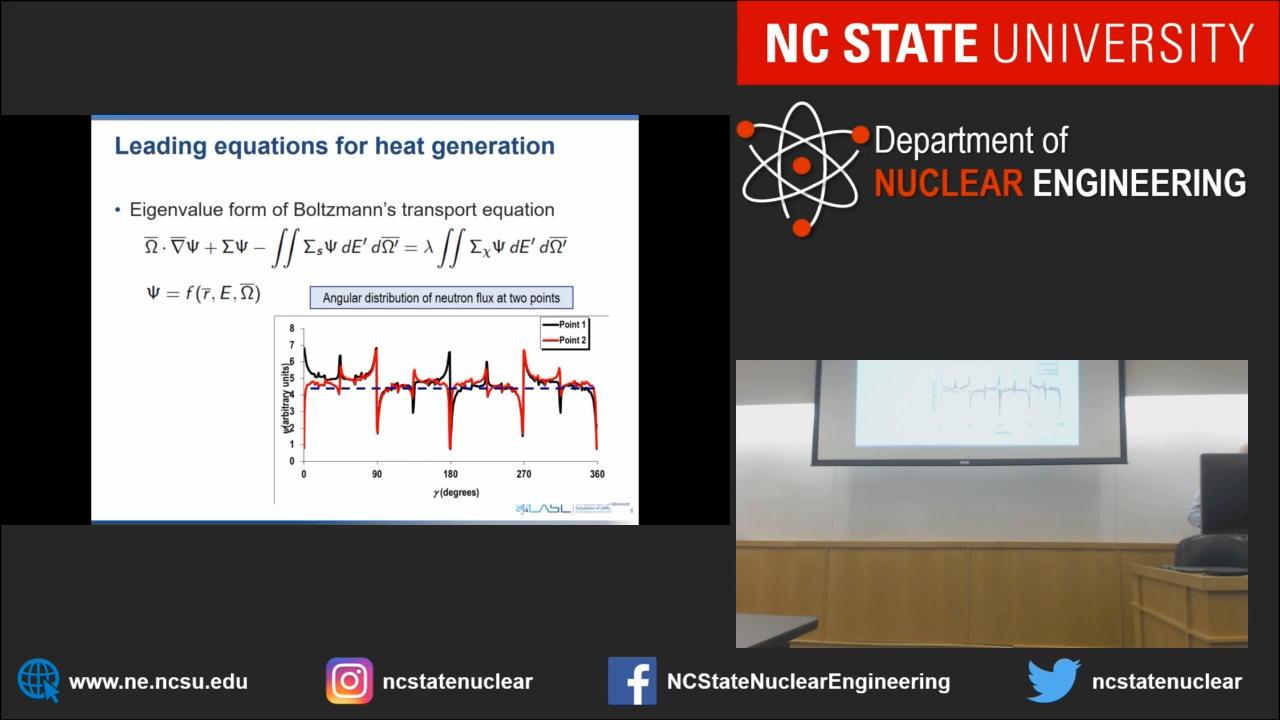 NC STATE UNIVERSITY
Department of
NUCLEAR ENGINEERING
Leading equations for heat generation
• Eigenvalue form of Boltzmann's transport equation
Ω̅ · ∇̅Ψ + ΣΨ − ∬ Σₛ Ψ dE′ dΩ̅′ = λ ∬ Σᵪ Ψ dE′ dΩ̅′
Ψ = f(r̅, E, Ω̅)
Angular distribution of neutron flux at two points
Point 1
Point 2
8
7
6
5
4
3
2
1
0
(arbitrary units)
0 90 180 270 360
γ (degrees)
CASL
6
www.ne.ncsu.edu
ncstatenuclear
NCStateNuclearEngineering
ncstatenuclear